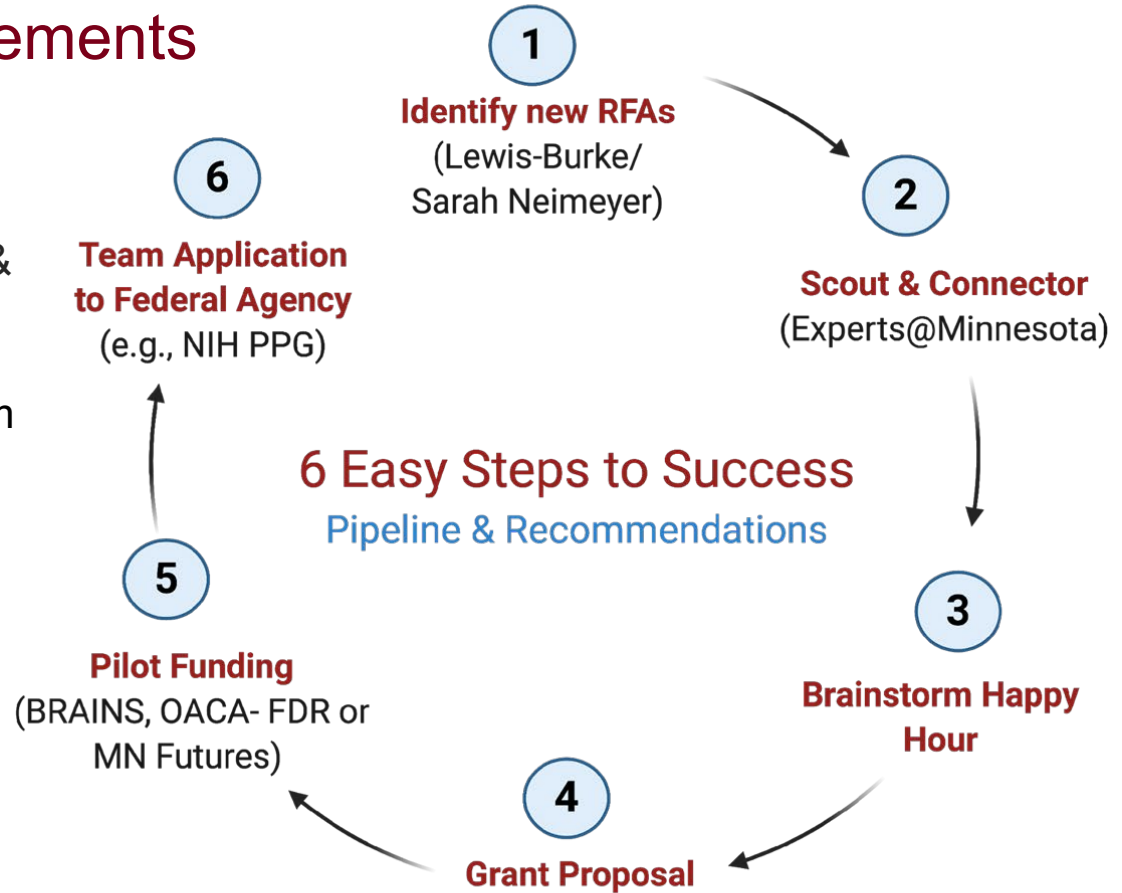 ements
1
Identify new RFAs
(Lewis-Burke/
Sarah Neimeyer)
2
Scout & Connector
(Experts@Minnesota)
3
Brainstorm Happy
Hour
4
Grant Proposal
5
Pilot Funding
(BRAINS, OACA- FDR or
MN Futures)
6
Team Application
to Federal Agency
(e.g., NIH PPG)
6 Easy Steps to Success
Pipeline & Recommendations
&
n